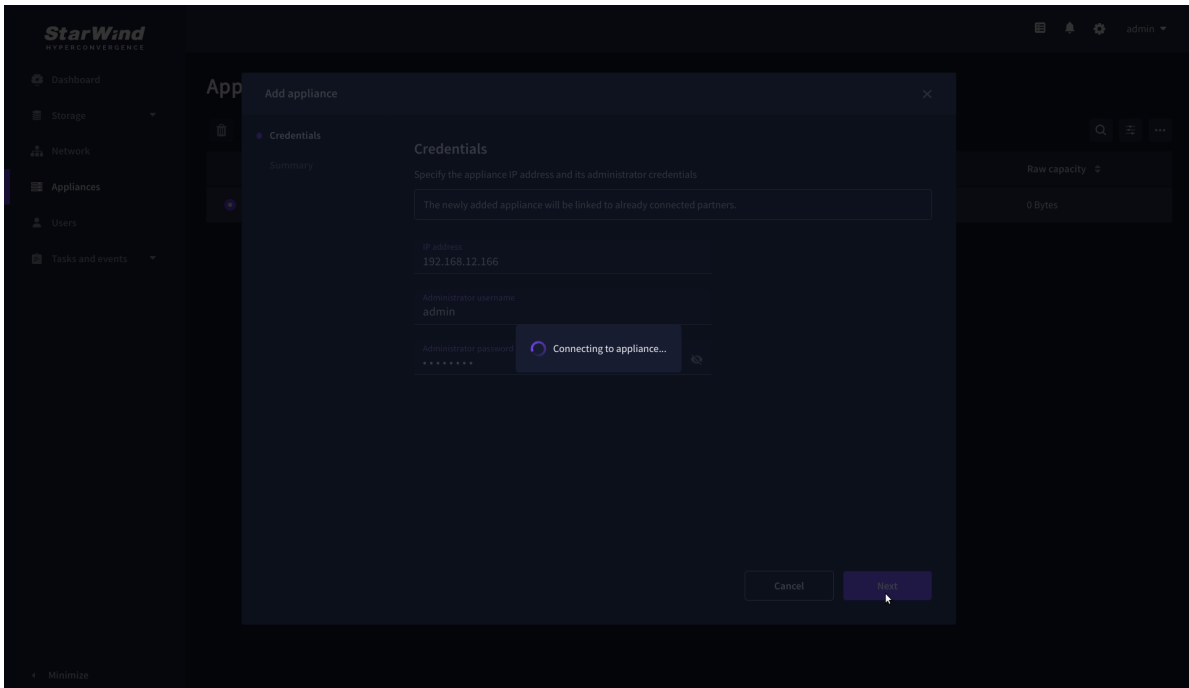 StarWind
HYPERCONVERGENCE
admin
Dashboard
Storage
Network
Appliances
Users
Tasks and events
Minimize
App
Raw capacity
0 Bytes
Add appliance
Credentials
Summary
Credentials
Specify the appliance IP address and its administrator credentials
The newly added appliance will be linked to already connected partners.
IP address
192.168.12.166
Administrator username
admin
Administrator password
••••••••
Connecting to appliance...
Cancel
Next